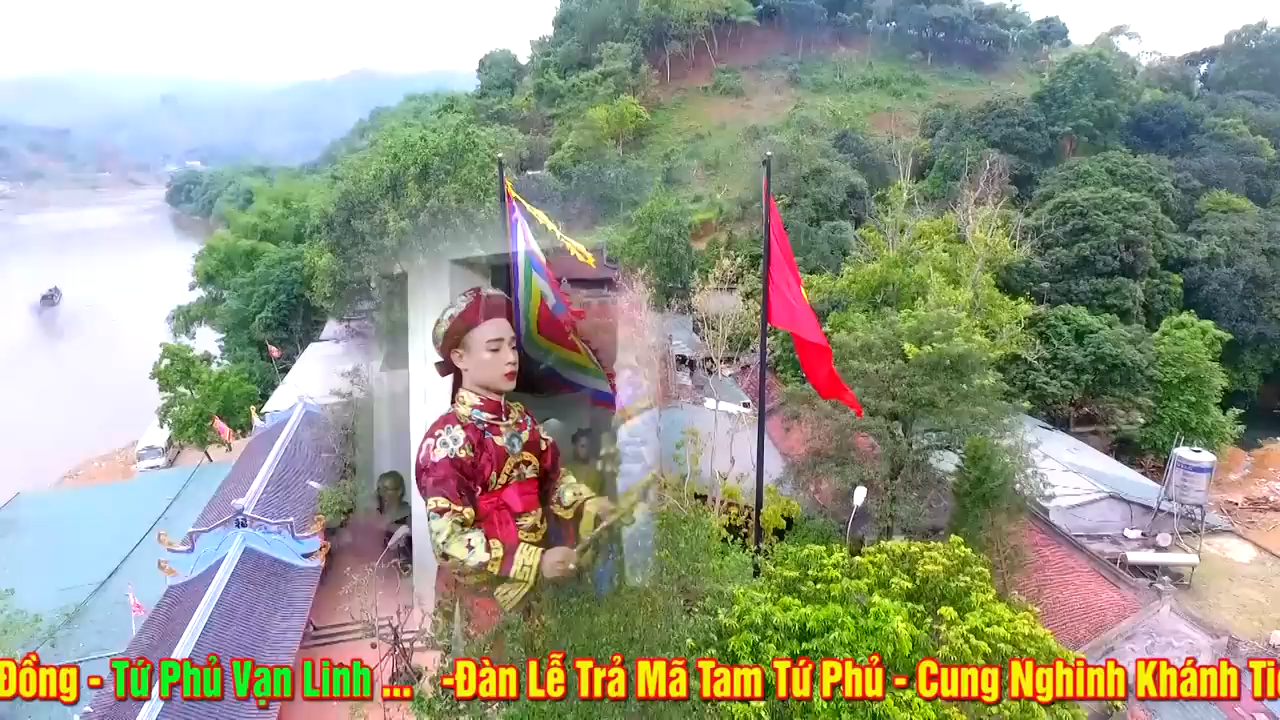 Đồng - Tứ Phủ Vạn Linh ... -Đàn Lễ Trả Mã Tam Tứ Phủ - Cung Nghinh Khánh